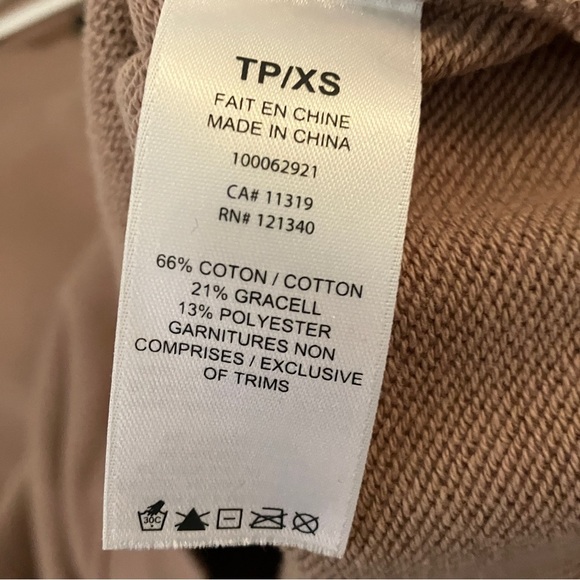 TP/XS
FAIT EN CHINE
MADE IN CHINA
100062921
CA# 11319
RN# 121340
66% COTON / COTTON
21% GRACELL
13% POLYESTER
GARNITURES NON
COMPRISES / EXCLUSIVE
OF TRIMS
30C